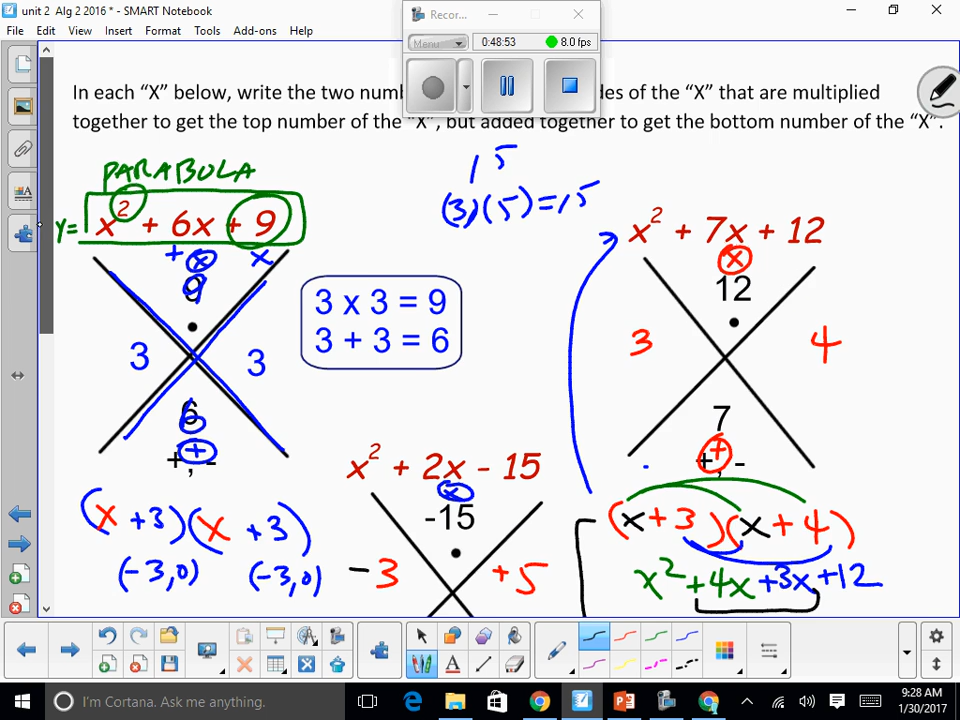 unit 2 Alg 2 2016 * - SMART Notebook
File Edit View Insert Format Tools Add-ons Help
Recor...
Menu
0:48:53
8.0 fps
In each “X” below, write the two
des of the “X” that are multiplied
together to get the top number of the “X”, but added together to get the bottom number of the “X”.
PARABOLA
15
(3)(5)=15
y= x² + 6x + 9
+ x x
9
3 3
6
+, -
+
3 x 3 = 9
3 + 3 = 6
(x +3)(x +3)
(-3,0) (-3,0)
x² + 2x - 15
x
-15
-3 +5
x² + 7x + 12
x
12
3 4
7
+, -
(x+3)(x+4)
x²+4x+3x+12
I'm Cortana. Ask me anything.
9:28 AM
1/30/2017